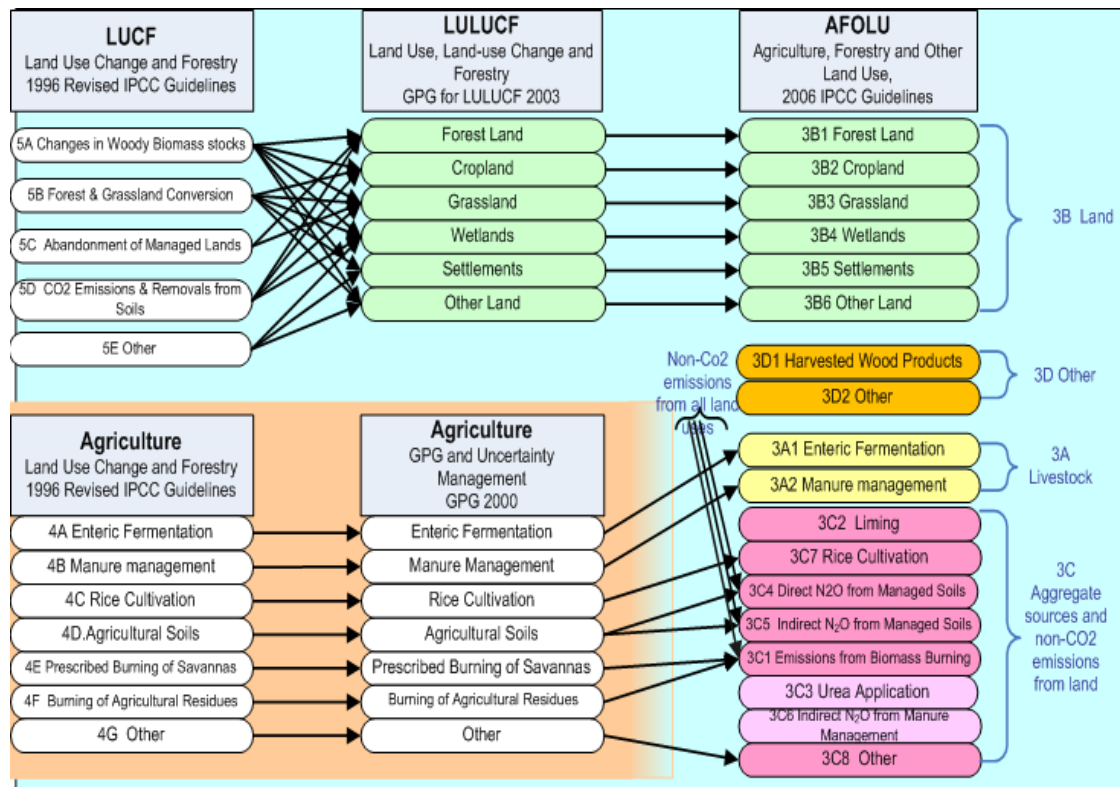 LUCF
Land Use Change and Forestry
1996 Revised IPCC Guidelines
LULUCF
Land Use, Land-use Change and
Forestry
GPG for LULUCF 2003
AFOLU
Agriculture, Forestry and Other
Land Use,
2006 IPCC Guidelines
5A Changes in Woody Biomass stocks
5B Forest & Grassland Conversion
5C Abandonment of Managed Lands
5D CO2 Emissions & Removals from
Soils
5E Other
Forest Land
Cropland
Grassland
Wetlands
Settlements
Other Land
3B1 Forest Land
3B2 Cropland
3B3 Grassland
3B4 Wetlands
3B5 Settlements
3B6 Other Land
3B Land
Non-Co2
emissions
from all land
uses
3D1 Harvested Wood Products
3D2 Other
3D Other
Agriculture
Land Use Change and Forestry
1996 Revised IPCC Guidelines
Agriculture
GPG and Uncertainty
Management
GPG 2000
4A Enteric Fermentation
4B Manure management
4C Rice Cultivation
4D.Agricultural Soils
4E Prescribed Burning of Savannas
4F Burning of Agricultural Residues
4G Other
Enteric Fermentation
Manure Management
Rice Cultivation
Agricultural Soils
Prescribed Burning of Savannas
Burning of Agricultural Residues
Other
3A1 Enteric Fermentation
3A2 Manure management
3A
Livestock
3C2 Liming
3C7 Rice Cultivation
3C4 Direct N2O from Managed Soils
3C5 Indirect N₂O from Managed Soils
3C1 Emissions from Biomass Burning
3C3 Urea Application
3C6 Indirect N₂O from Manure
Management
3C8 Other
3C
Aggregate
sources and
non-CO2
emissions
from land